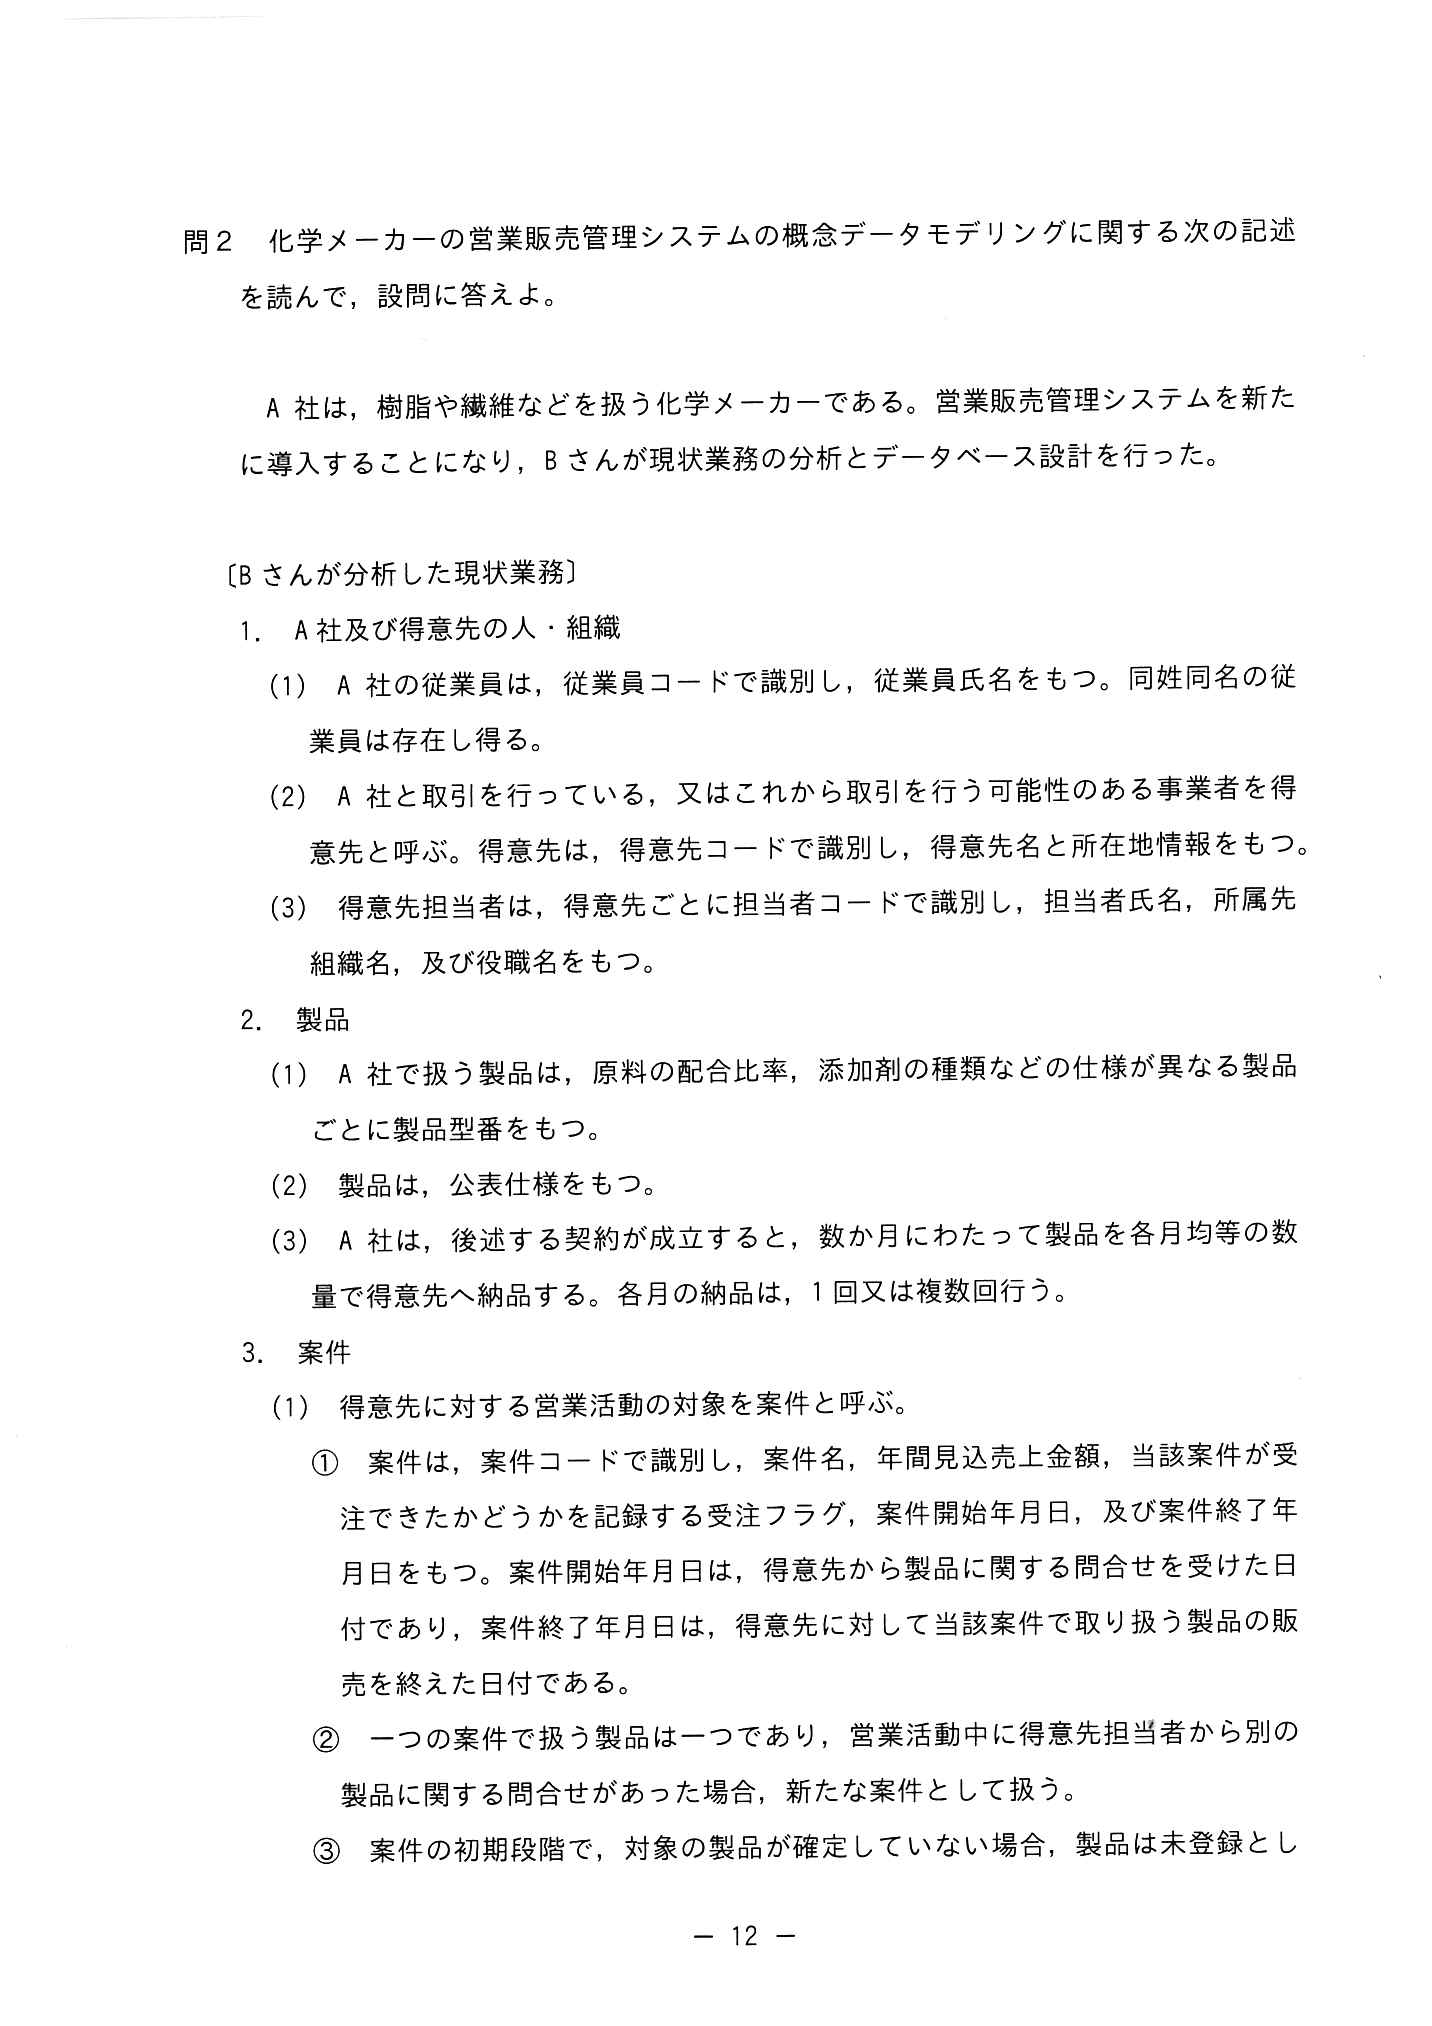 問２　化学メーカーの営業販売管理システムの概念データモデリングに関する次の記述
を読んで，設問に答えよ。
A 社は，樹脂や繊維などを扱う化学メーカーである。営業販売管理システムを新た
に導入することになり，B さんが現状業務の分析とデータベース設計を行った。
〔B さんが分析した現状業務〕
1.　A 社及び得意先の人・組織
(1)　A 社の従業員は，従業員コードで識別し，従業員氏名をもつ。同姓同名の従
業員は存在し得る。
(2)　A 社と取引を行っている，又はこれから取引を行う可能性のある事業者を得
意先と呼ぶ。得意先は，得意先コードで識別し，得意先名と所在地情報をもつ。
(3)　得意先担当者は，得意先ごとに担当者コードで識別し，担当者氏名，所属先
組織名，及び役職名をもつ。
2.　製品
(1)　A 社で扱う製品は，原料の配合比率，添加剤の種類などの仕様が異なる製品
ごとに製品型番をもつ。
(2)　製品は，公表仕様をもつ。
(3)　A 社は，後述する契約が成立すると，数か月にわたって製品を各月均等の数
量で得意先へ納品する。各月の納品は，1 回又は複数回行う。
3.　案件
(1)　得意先に対する営業活動の対象を案件と呼ぶ。
①　案件は，案件コードで識別し，案件名，年間見込売上金額，当該案件が受
注できたかどうかを記録する受注フラグ，案件開始年月日，及び案件終了年
月日をもつ。案件開始年月日は，得意先から製品に関する問合せを受けた日
付であり，案件終了年月日は，得意先に対して当該案件で取り扱う製品の販
売を終えた日付である。
②　一つの案件で扱う製品は一つであり，営業活動中に得意先担当者から別の
製品に関する問合せがあった場合，新たな案件として扱う。
③　案件の初期段階で，対象の製品が確定していない場合，製品は未登録とし
－ 12 －